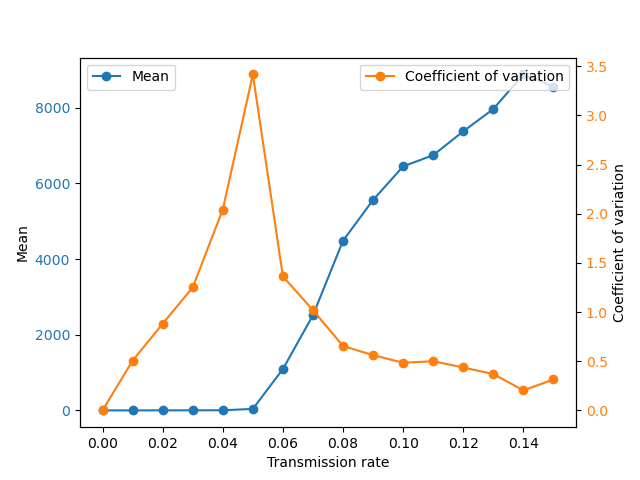 Mean
Coefficient of variation
8000
6000
4000
2000
0
Mean
3.5
3.0
2.5
2.0
1.5
1.0
0.5
0.0
Coefficient of variation
0.00 0.02 0.04 0.06 0.08 0.10 0.12 0.14
Transmission rate